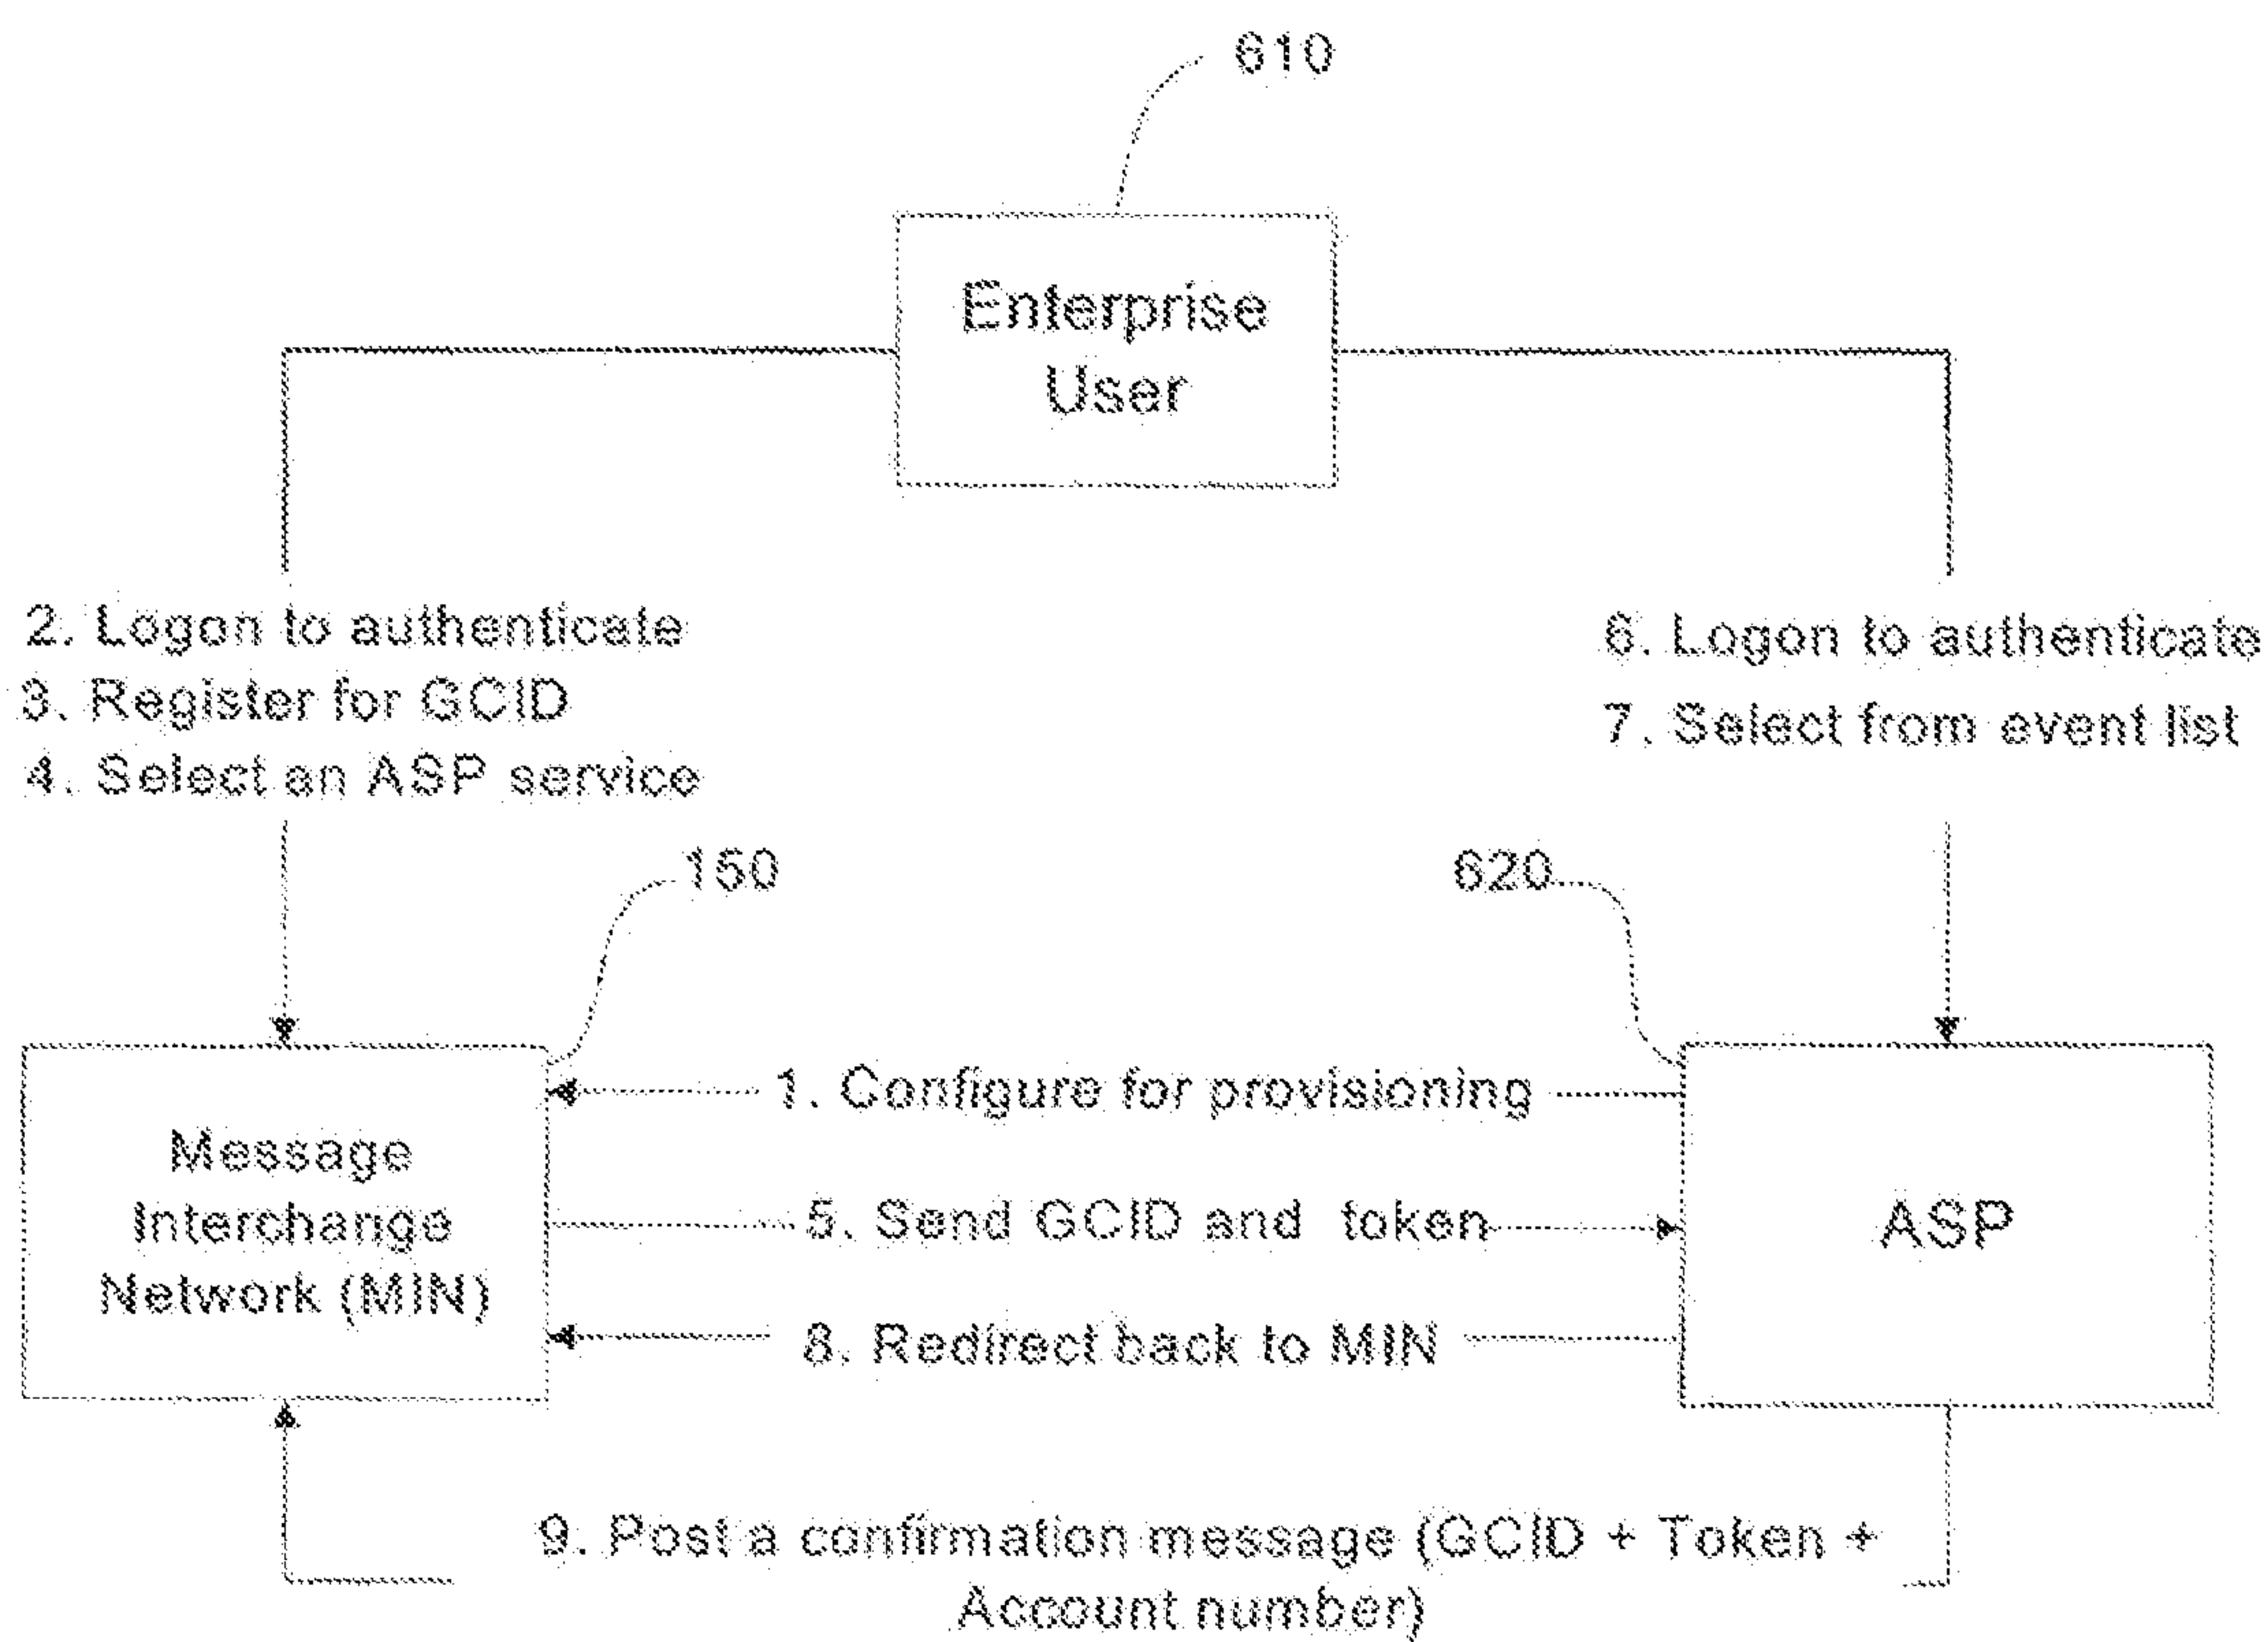 610
Enterprise
User
2. Logon to authenticate
3. Register for GCID
4. Select an ASP service
6. Logon to authenticate
7. Select from event list
150
620
1. Configure for provisioning
Message
Interchange
Network (MIN)
5. Send GCID and token
ASP
8. Redirect back to MIN
9. Post a confirmation message (GCID + Token +
Account number)